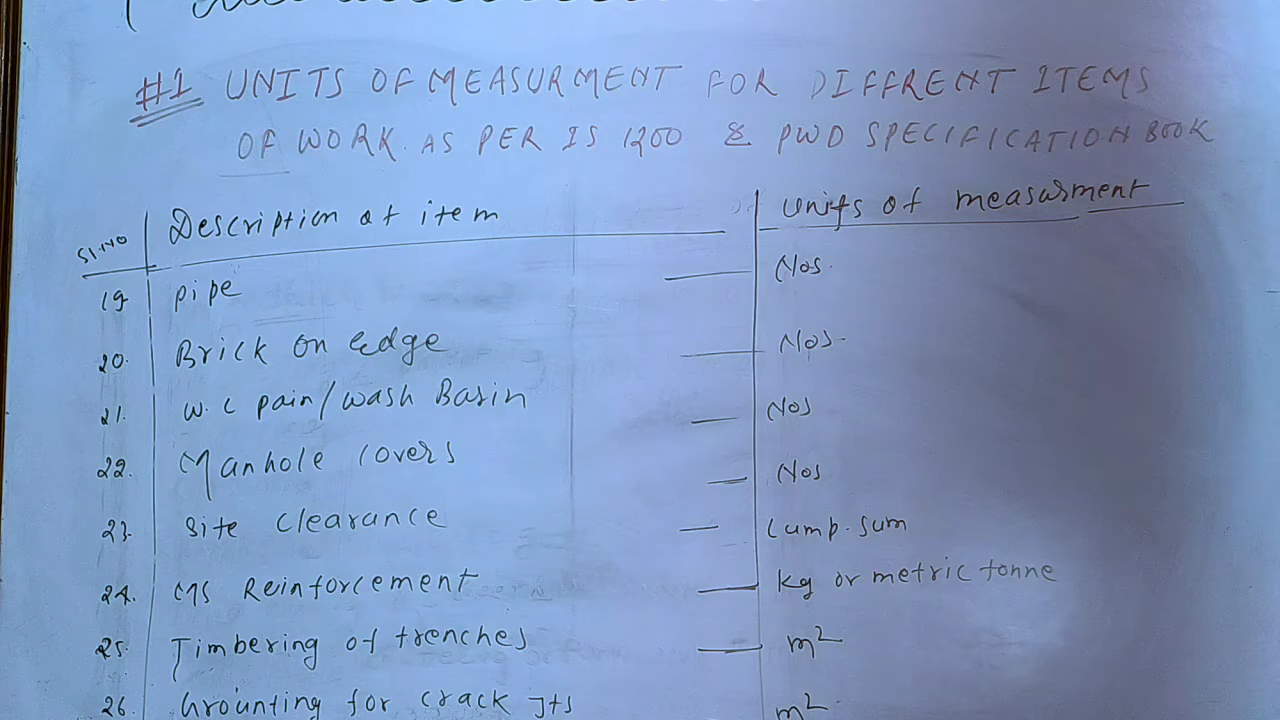 #1 UNITS OF MEASURMENT FOR DIFFRENT ITEMS
OF WORK. AS PER IS 1200 & PWD SPECIFICATION BOOK
Sl.NO Description of item Units of measurment
19. pipe — Nos.
20. Brick on edge — Nos.
21. W.C pain/wash Basin — Nos
22. Manhole covers — Nos
23. Site clearance — Lump.sum
24. MS Reinforcement — kg or metric tonne
25. Timbering of trenches — m²
26. Grounting for crack Jts m²